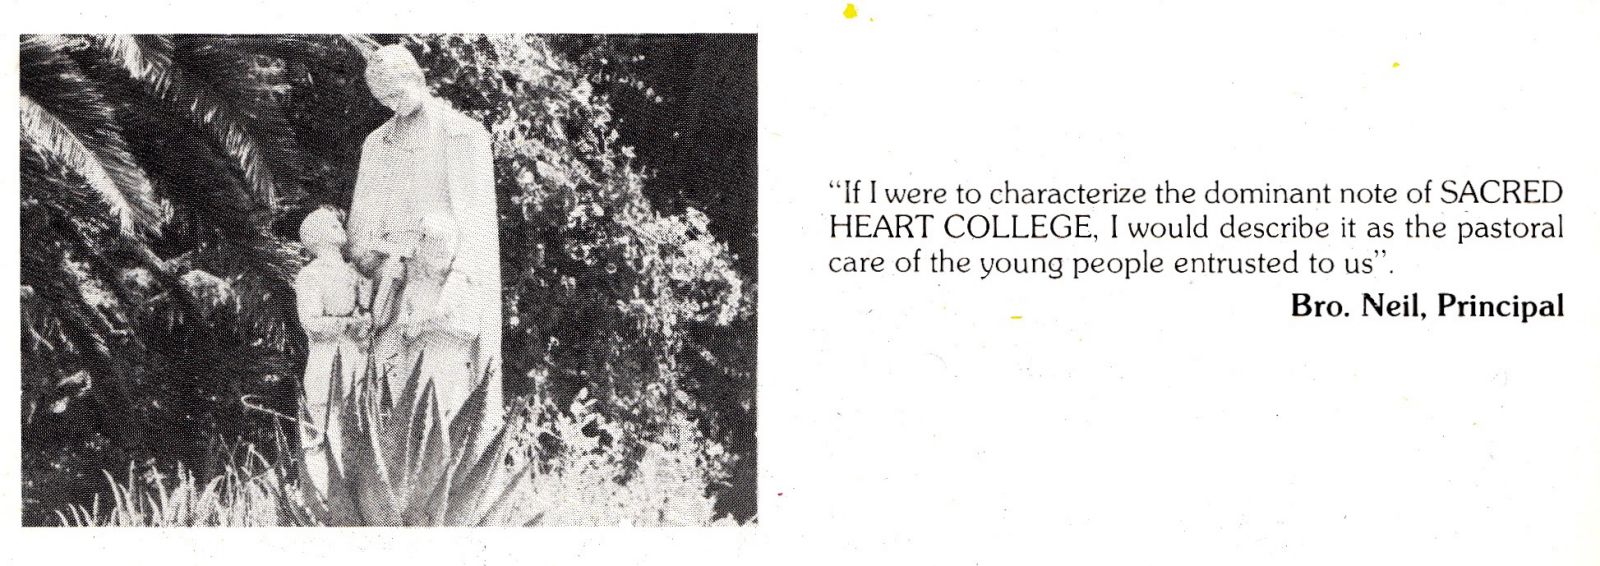 “If I were to characterize the dominant note of SACRED
HEART COLLEGE, I would describe it as the pastoral
care of the young people entrusted to us”.
Bro. Neil, Principal